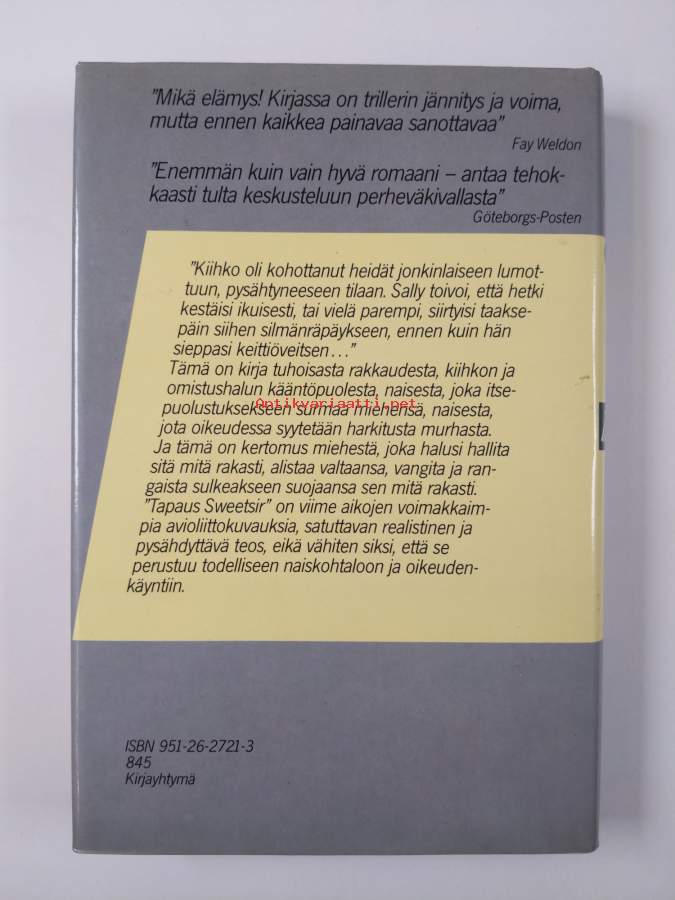 "Mikä elämys! Kirjassa on trillerin jännitys ja voima,
mutta ennen kaikkea painavaa sanottavaa"
Fay Weldon
"Enemmän kuin vain hyvä romaani – antaa tehok-
kaasti tulta keskusteluun perheväkivallasta"
Göteborgs-Posten
"Kiihko oli kohottanut heidät jonkinlaiseen lumot-
tuun, pysähtyneeseen tilaan. Sally toivoi, että hetki
kestäisi ikuisesti, tai vielä parempi, siirtyisi taakse-
päin siihen silmänräpäykseen, ennen kuin hän
sieppasi keittiöveitsen..."
Tämä on kirja tuhoisasta rakkaudesta, kiihkon ja
omistushalun kääntöpuolesta, naisesta, joka itse-
puolustuksekseen surmaa miehensä, naisesta,
Antikvariaatti.net
jota oikeudessa syytetään harkitusta murhasta.
Ja tämä on kertomus miehestä, joka halusi hallita
sitä mitä rakasti, alistaa valtaansa, vangita ja ran-
gaista sulkeakseen suojaansa sen mitä rakasti.
"Tapaus Sweetsir" on viime aikojen voimakkaim-
pia avioliittokuvauksia, satuttavan realistinen ja
pysähdyttävä teos, eikä vähiten siksi, että se
perustuu todelliseen naiskohtaloon ja oikeuden-
käyntiin.
ISBN 951-26-2721-3
845
Kirjayhtymä